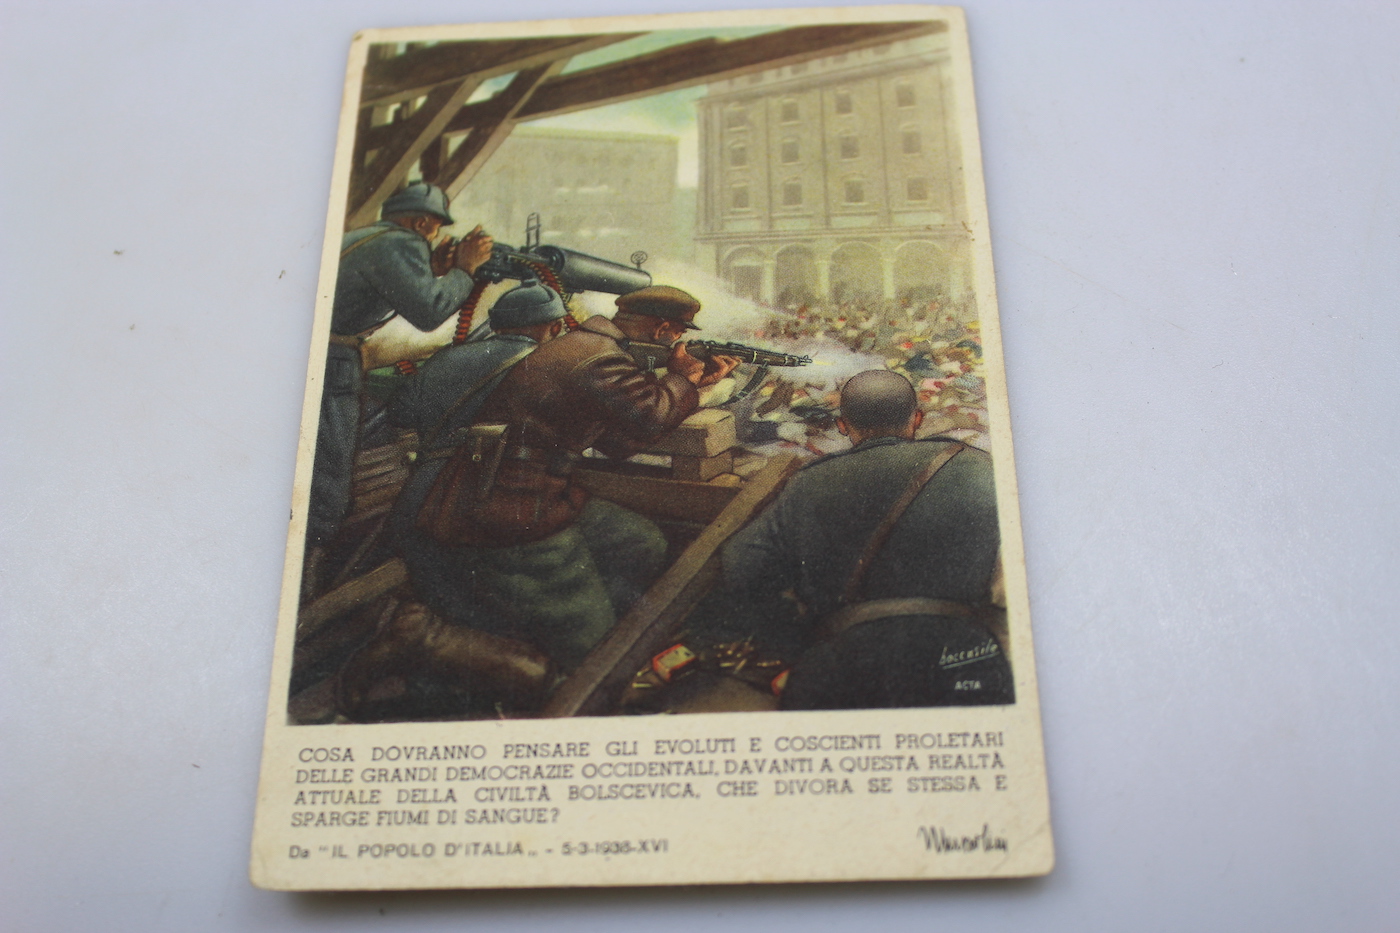 boccasile
ACTA
COSA DOVRANNO PENSARE GLI EVOLUTI E COSCIENTI PROLETARI
DELLE GRANDI DEMOCRAZIE OCCIDENTALI, DAVANTI A QUESTA REALTÀ
ATTUALE DELLA CIVILTÀ BOLSCEVICA, CHE DIVORA SE STESSA E
SPARGE FIUMI DI SANGUE?
Da "IL POPOLO D'ITALIA„ - 5-3-1938-XVI
Mussolini